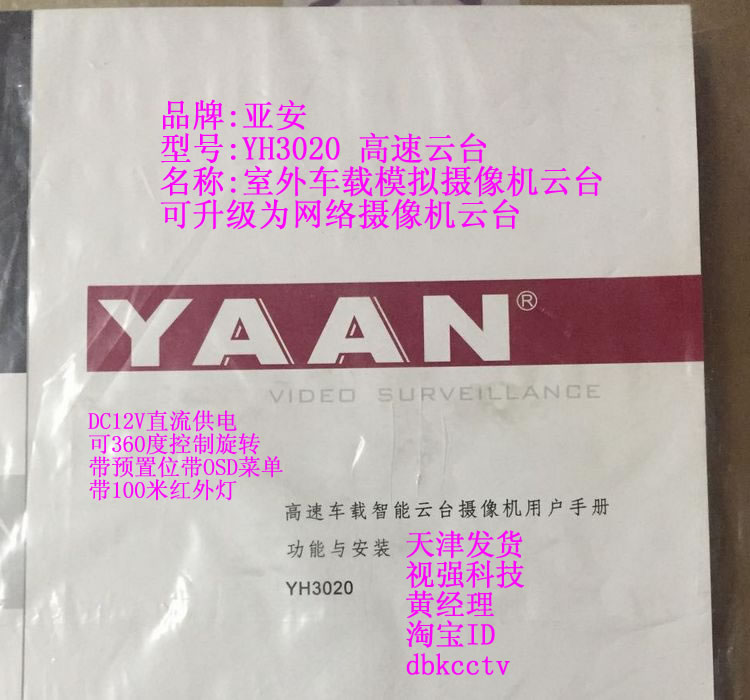 品牌:亚安
型号:YH3020 高速云台
名称:室外车载模拟摄像机云台
可升级为网络摄像机云台
YAAN®
VIDEO SURVEILLANCE
DC12V直流供电
可360度控制旋转
带预置位带OSD菜单
带100米红外灯
高速车载智能云台摄像机用户手册
功能与安装
YH3020
天津发货
视强科技
黄经理
淘宝ID
dbkcctv